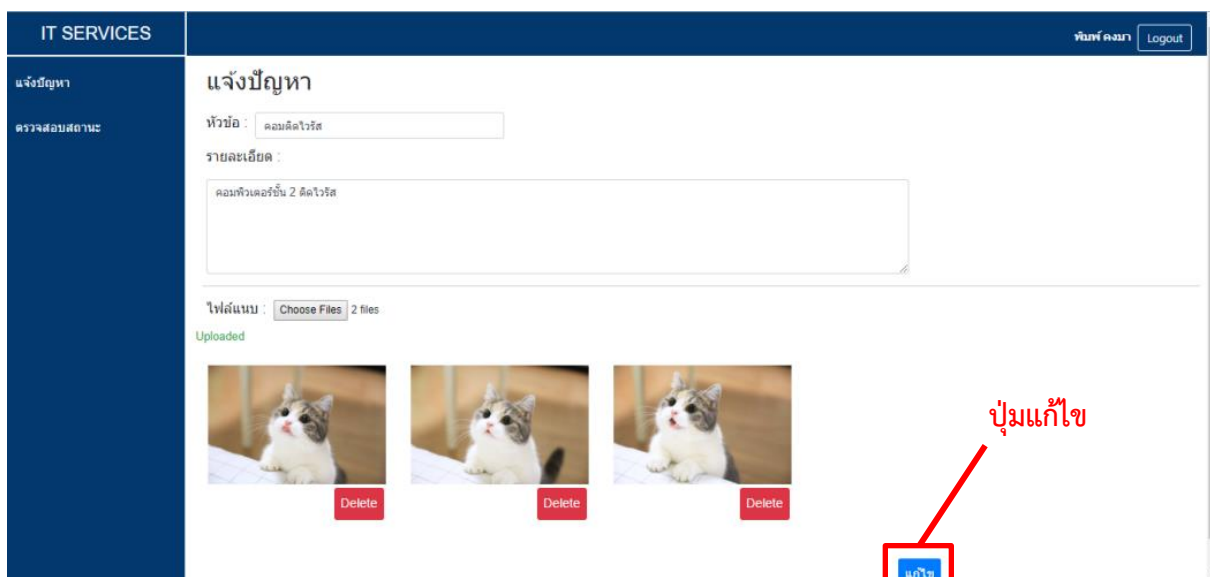 IT SERVICES
พิมพ์ คงมา Logout
แจ้งปัญหา
ตรวจสอบสถานะ
แจ้งปัญหา
หัวข้อ : คอมติดไวรัส
รายละเอียด :
คอมพิวเตอร์ชั้น 2 ติดไวรัส
ไฟล์แนบ : Choose Files 2 files
Uploaded
Delete Delete Delete
ปุ่มแก้ไข
แก้ไข